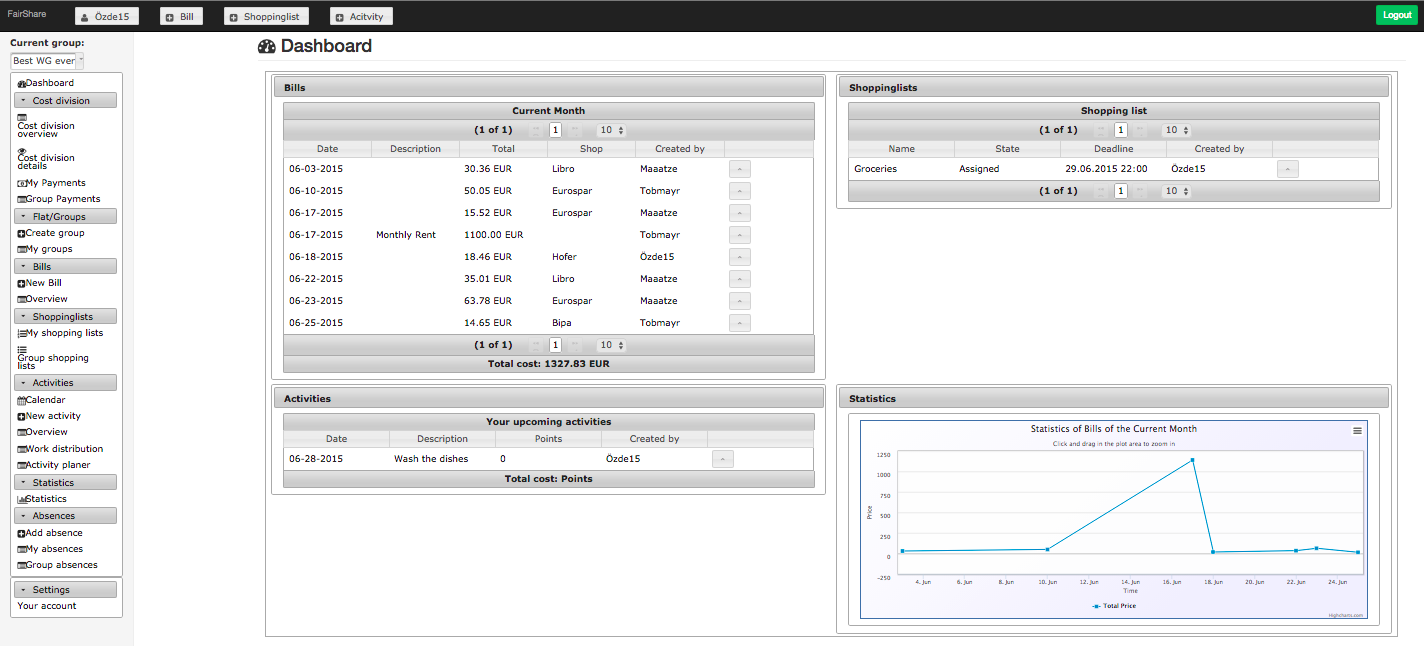 FairShare
Özde15
Bill
Shoppinglist
Acitvity
Logout
Current group:
Best WG ever
Dashboard
Cost division
Cost division
overview
Cost division
details
My Payments
Group Payments
Flat/Groups
Create group
My groups
Bills
New Bill
Overview
Shoppinglists
My shopping lists
Group shopping
lists
Activities
Calendar
New activity
Overview
Work distribution
Activity planer
Statistics
Statistics
Absences
Add absence
My absences
Group absences
Settings
Your account
Dashboard
Bills
Current Month
(1 of 1) 1 10
Date Description Total Shop Created by
06-03-2015 30.36 EUR Libro Maaatze
06-10-2015 50.05 EUR Eurospar Tobmayr
06-17-2015 15.52 EUR Eurospar Maaatze
06-17-2015 Monthly Rent 1100.00 EUR Tobmayr
06-18-2015 18.46 EUR Hofer Özde15
06-22-2015 35.01 EUR Libro Maaatze
06-23-2015 63.78 EUR Eurospar Maaatze
06-25-2015 14.65 EUR Bipa Tobmayr
(1 of 1) 1 10
Total cost: 1327.83 EUR
Shoppinglists
Shopping list
(1 of 1) 1 10
Name State Deadline Created by
Groceries Assigned 29.06.2015 22:00 Özde15
(1 of 1) 1 10
Activities
Your upcoming activities
Date Description Points Created by
06-28-2015 Wash the dishes 0 Özde15
Total cost: Points
Statistics
Statistics of Bills of the Current Month
Click and drag in the plot area to zoom in
Price
1250
1000
750
500
250
0
-250
4. Jun 6. Jun 8. Jun 10. Jun 12. Jun 14. Jun 16. Jun 18. Jun 20. Jun 22. Jun 24. Jun
Time
Total Price
Highcharts.com